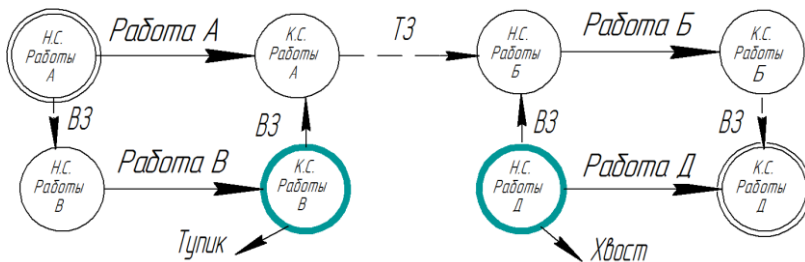 Н.С.
Работы
А
Работа А
К.С.
Работы
А
ТЗ
Н.С.
Работы
Б
Работа Б
К.С.
Работы
Б
ВЗ
ВЗ
ВЗ
ВЗ
Н.С.
Работы
В
Работа В
К.С.
Работы
В
Н.С.
Работы
Д
Работа Д
К.С.
Работы
Д
Тупик
Хвост